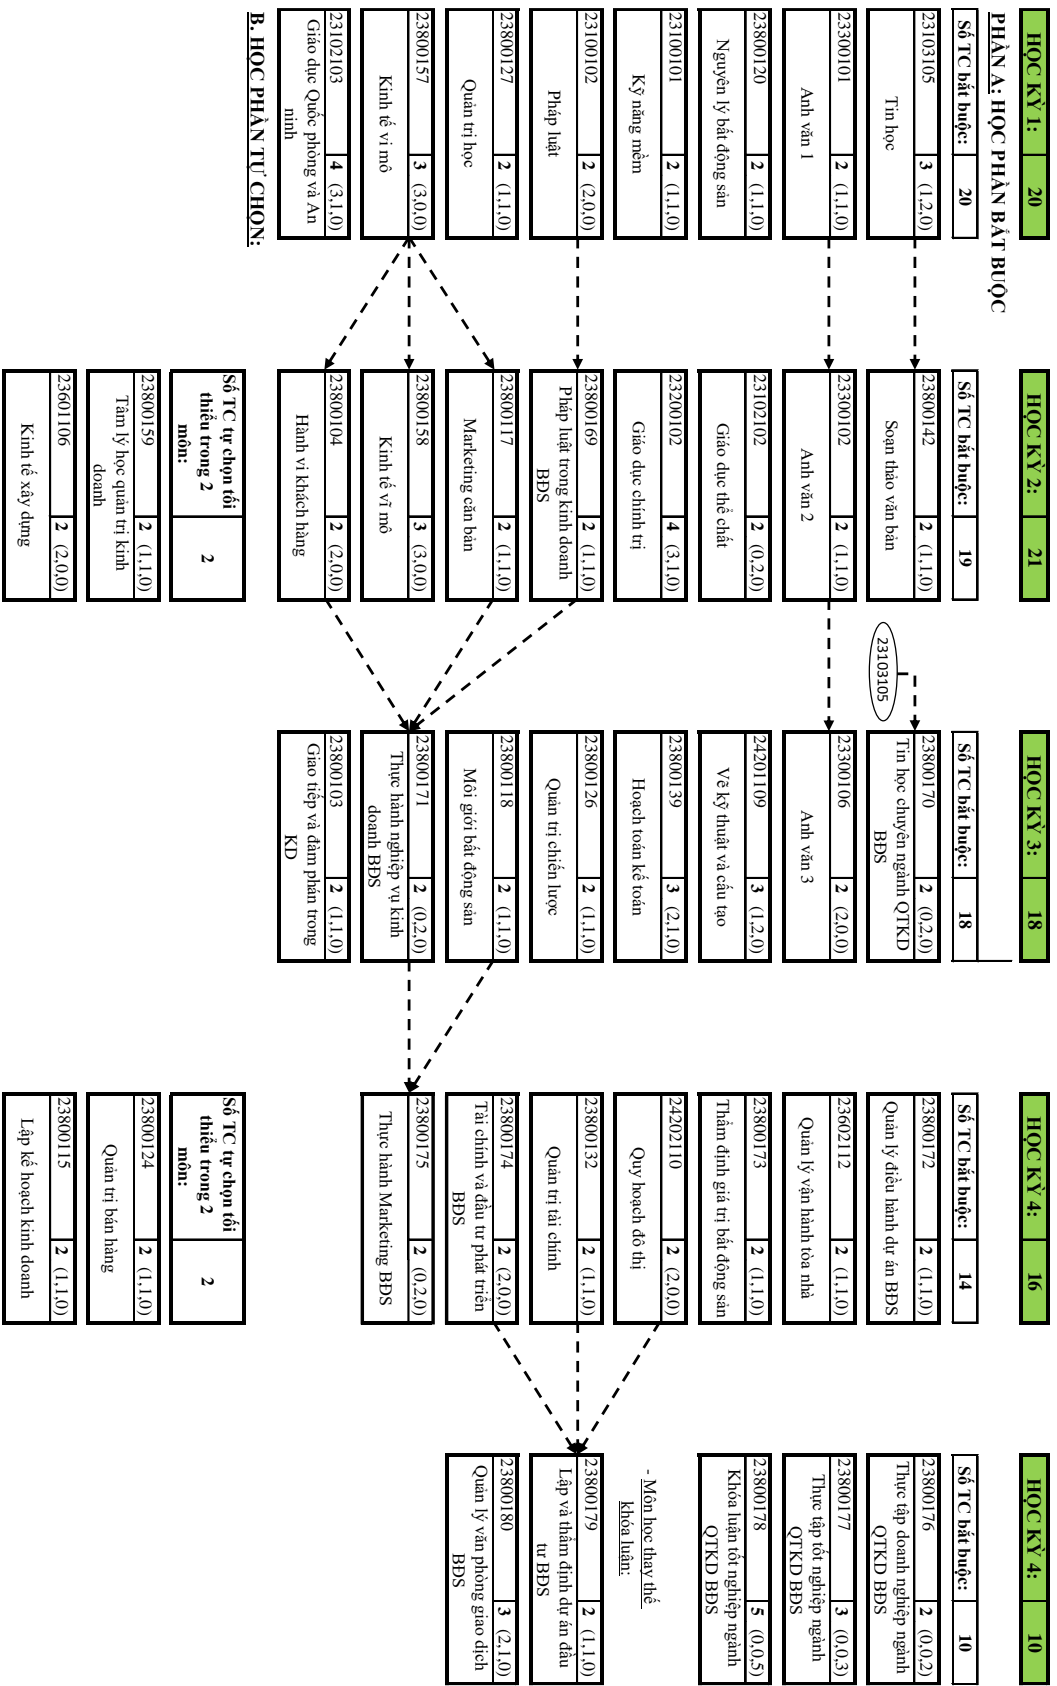 HỌC KỲ 1: 20
PHẦN A: HỌC PHẦN BẮT BUỘC
Số TC bắt buộc: 20
23103105 3 (1,2,0)
Tin học
23300101 2 (1,1,0)
Anh văn 1
23800120 2 (1,1,0)
Nguyên lý bất động sản
23100101 2 (1,1,0)
Kỹ năng mềm
23100102 2 (2,0,0)
Pháp luật
23800127 2 (1,1,0)
Quản trị học
23800157 3 (3,0,0)
Kinh tế vi mô
23102103 4 (3,1,0)
Giáo dục Quốc phòng và An
ninh
B. HỌC PHẦN TỰ CHỌN:
HỌC KỲ 2: 21
Số TC bắt buộc: 19
23800142 2 (1,1,0)
Soạn thảo văn bản
23300102 2 (1,1,0)
Anh văn 2
23102102 2 (0,2,0)
Giáo dục thể chất
23200102 4 (3,1,0)
Giáo dục chính trị
23800169 2 (1,1,0)
Pháp luật trong kinh doanh
BĐS
23800117 2 (1,1,0)
Marketing căn bản
23800158 3 (3,0,0)
Kinh tế vĩ mô
23800104 2 (2,0,0)
Hành vi khách hàng
Số TC tự chọn tối
thiểu trong 2
môn:
2
23800159 2 (1,1,0)
Tâm lý học quản trị kinh
doanh
23601106 2 (2,0,0)
Kinh tế xây dựng
23103105
HỌC KỲ 3: 18
Số TC bắt buộc: 18
23800170 2 (0,2,0)
Tin học chuyên ngành QTKD
BĐS
23300106 2 (2,0,0)
Anh văn 3
24201109 3 (1,2,0)
Vẽ kỹ thuật và cấu tạo
23800139 3 (2,1,0)
Hoạch toán kế toán
23800126 2 (1,1,0)
Quản trị chiến lược
23800118 2 (1,1,0)
Môi giới bất động sản
23800171 2 (0,2,0)
Thực hành nghiệp vụ kinh
doanh BĐS
23800103 2 (1,1,0)
Giao tiếp và đàm phán trong
KD
HỌC KỲ 4: 16
Số TC bắt buộc: 14
23800172 2 (1,1,0)
Quản lý điều hành dự án BĐS
23602112 2 (1,1,0)
Quản lý vận hành tòa nhà
23800173 2 (1,1,0)
Thẩm định giá trị bất động sản
24202110 2 (2,0,0)
Quy hoạch đô thị
23800132 2 (1,1,0)
Quản trị tài chính
23800174 2 (2,0,0)
Tài chính và đầu tư phát triển
BĐS
23800175 2 (0,2,0)
Thực hành Marketing BĐS
Số TC tự chọn tối
thiểu trong 2
môn:
2
23800124 2 (1,1,0)
Quản trị bán hàng
23800115 2 (1,1,0)
Lập kế hoạch kinh doanh
HỌC KỲ 4: 10
Số TC bắt buộc: 10
23800176 2 (0,0,2)
Thực tập doanh nghiệp ngành
QTKD BĐS
23800177 3 (0,0,3)
Thực tập tốt nghiệp ngành
QTKD BĐS
23800178 5 (0,0,5)
Khóa luận tốt nghiệp ngành
QTKD BĐS
- Môn học thay thế
khóa luận:
23800179 2 (1,1,0)
Lập và thẩm định dự án đầu
tư BĐS
23800180 3 (2,1,0)
Quản lý văn phòng giao dịch
BĐS